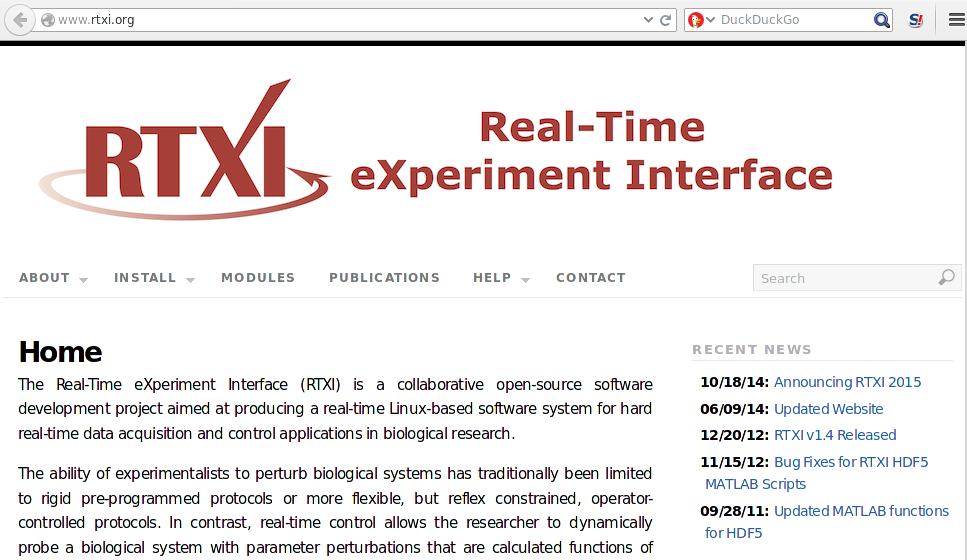 www.rtxi.org
DuckDuckGo
S!
RTXI
Real-Time
eXperiment Interface
ABOUT INSTALL MODULES PUBLICATIONS HELP CONTACT
Search
Home
The Real-Time eXperiment Interface (RTXI) is a collaborative open-source software
development project aimed at producing a real-time Linux-based software system for hard
real-time data acquisition and control applications in biological research.
The ability of experimentalists to perturb biological systems has traditionally been limited
to rigid pre-programmed protocols or more flexible, but reflex constrained, operator-
controlled protocols. In contrast, real-time control allows the researcher to dynamically
probe a biological system with parameter perturbations that are calculated functions of
RECENT NEWS
10/18/14: Announcing RTXI 2015
06/09/14: Updated Website
12/20/12: RTXI v1.4 Released
11/15/12: Bug Fixes for RTXI HDF5
MATLAB Scripts
09/28/11: Updated MATLAB functions
for HDF5